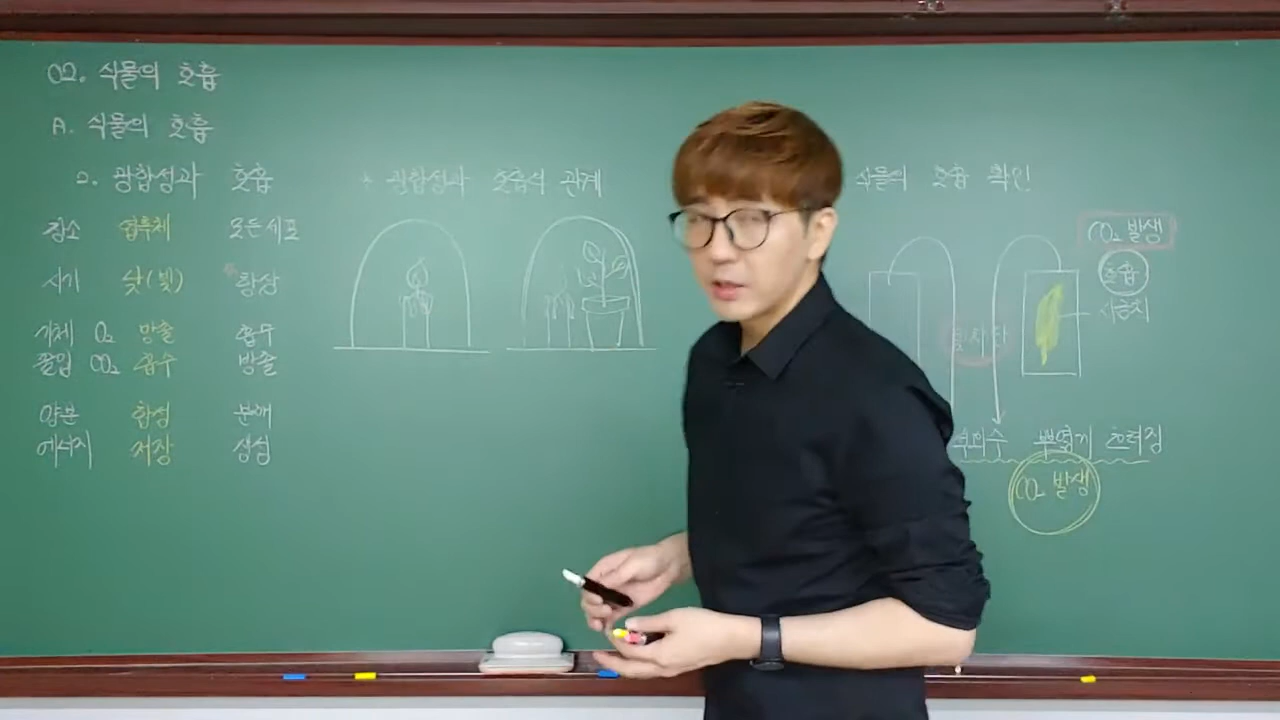 02. 식물의 호흡
A. 식물의 호흡
2. 광합성과 호흡
장소 엽록체 모든세포
시기 낮(빛) 항상
기체 O₂ 방출 흡수
출입 CO₂ 흡수 방출
양분 합성 분해
에너지 저장 생성
* 광합성과 호흡의 관계
식물의 호흡 확인
CO₂ 발생
호흡
시금치
석회수 뿌옇게 흐려짐
CO₂ 발생